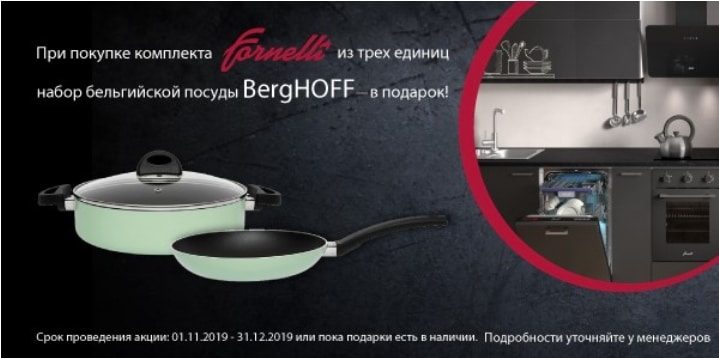 При покупке комплекта Fornelli из трех единиц
набор бельгийской посуды BergHOFF – в подарок!
Срок проведения акции: 01.11.2019 - 31.12.2019 или пока подарки есть в наличии. Подробности уточняйте у менеджеров